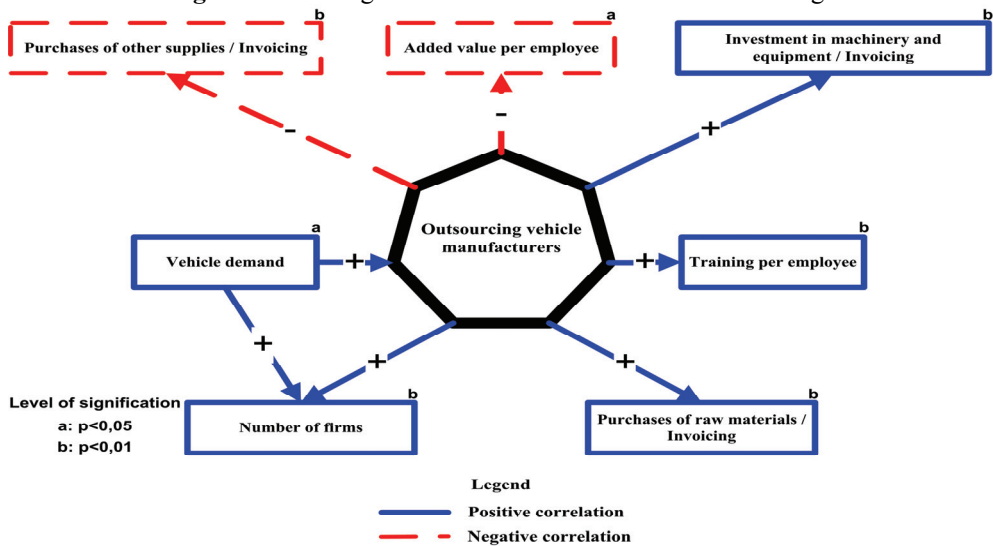 b
a
b
Purchases of other supplies / Invoicing
Added value per employee
Investment in machinery and
equipment / Invoicing
-
-
+
Outsourcing vehicle
manufacturers
a
b
Vehicle demand
+
+
Training per employee
+
+
+
Level of signification
a: p<0,05
b: p<0,01
b
b
Number of firms
Purchases of raw materials /
Invoicing
Legend
Positive correlation
Negative correlation